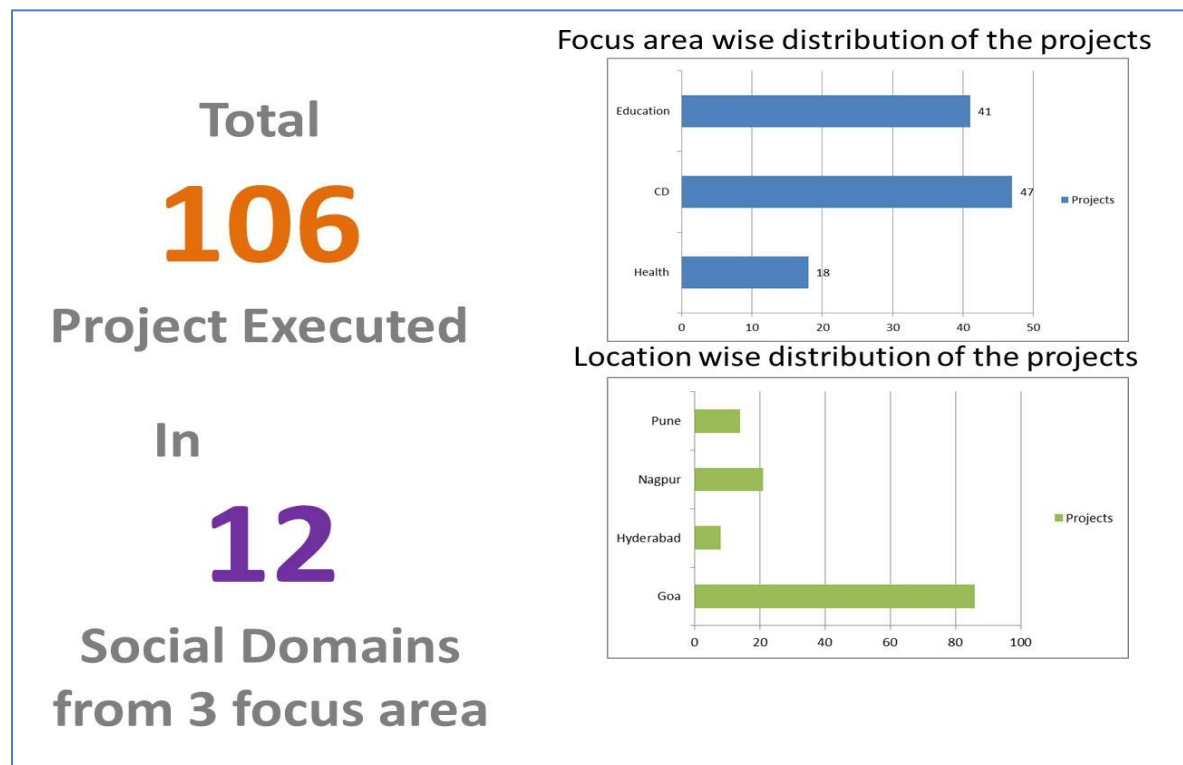 Total
106
Project Executed
In
12
Social Domains
from 3 focus area
Focus area wise distribution of the projects
Education
41
CD
47
Health
18
Projects
0 10 20 30 40 50
Location wise distribution of the projects
Pune
Nagpur
Hyderabad
Goa
Projects
0 20 40 60 80 100